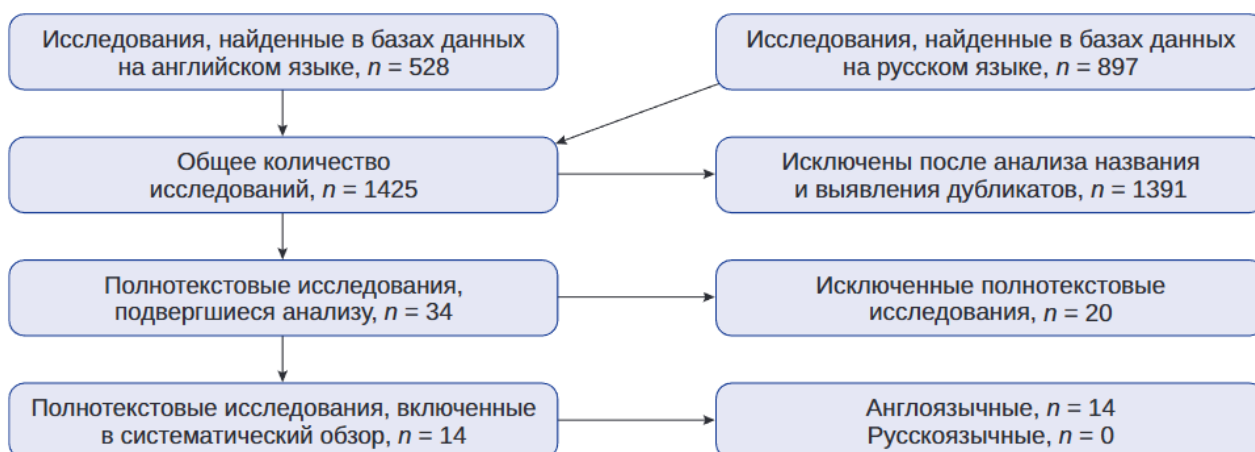 Исследования, найденные в базах данных
на английском языке, n = 528
Исследования, найденные в базах данных
на русском языке, n = 897
Общее количество
исследований, n = 1425
Исключены после анализа названия
и выявления дубликатов, n = 1391
Полнотекстовые исследования,
подвергшиеся анализу, n = 34
Исключенные полнотекстовые
исследования, n = 20
Полнотекстовые исследования, включенные
в систематический обзор, n = 14
Англоязычные, n = 14
Русскоязычные, n = 0